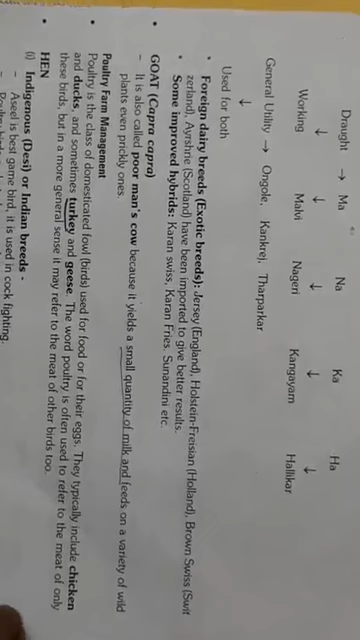 Draught → Ma Na Ka Ha
↓ ↓ ↓ ↓ ↓
Working Malvi Nageri Kangayam Hallikar
General Utility → Ongole, Kankrej, Tharparkar
↓
Used for both
• Foreign dairy breeds (Exotic breeds): Jersey (England), Holstein-Freisian (Holland), Brown Swiss (Swit
zerland), Ayrshrie (Scotland) have been imported to give better results.
• Some improved hybrids: Karan swiss, Karan Fries. Sunandini etc.
• GOAT (Capra capra)
– It is also called poor man's cow because it yields a small quantity of milk and feeds on a variety of wild
plants even prickly ones.
Poultry Farm Management
• Poultry is the class of domesticated fowl (birds) used for food or for their eggs. They typically include chicken
and ducks, and sometimes turkey and geese. The word poultry is often used to refer to the meat of only
these birds, but in a more general sense it may refer to the meat of other birds too.
• HEN
(i) Indigenous (Desi) or Indian breeds -
– Aseel is best game bird, it is used in cock fighting.